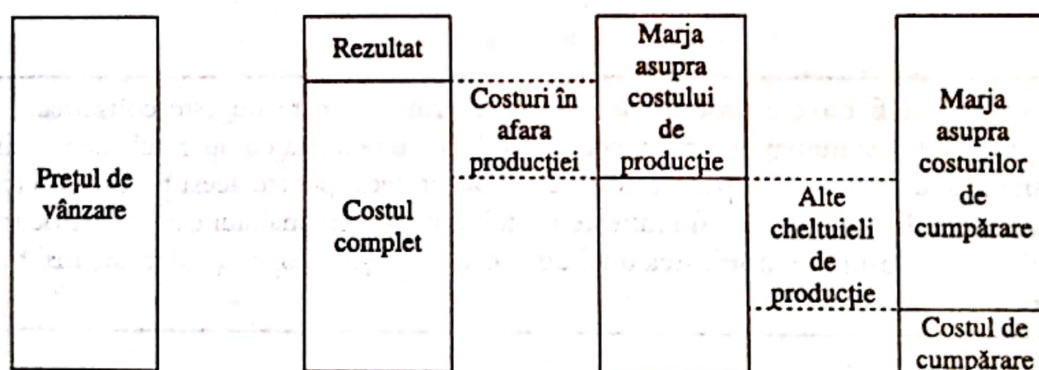 Prețul de
vânzare
Rezultat
Costul
complet
Costuri în
afara
producției
Marja
asupra
costului
de
producție
Alte
cheltuieli
de
producție
Marja
asupra
costurilor
de
cumpărare
Costul de
cumpărare